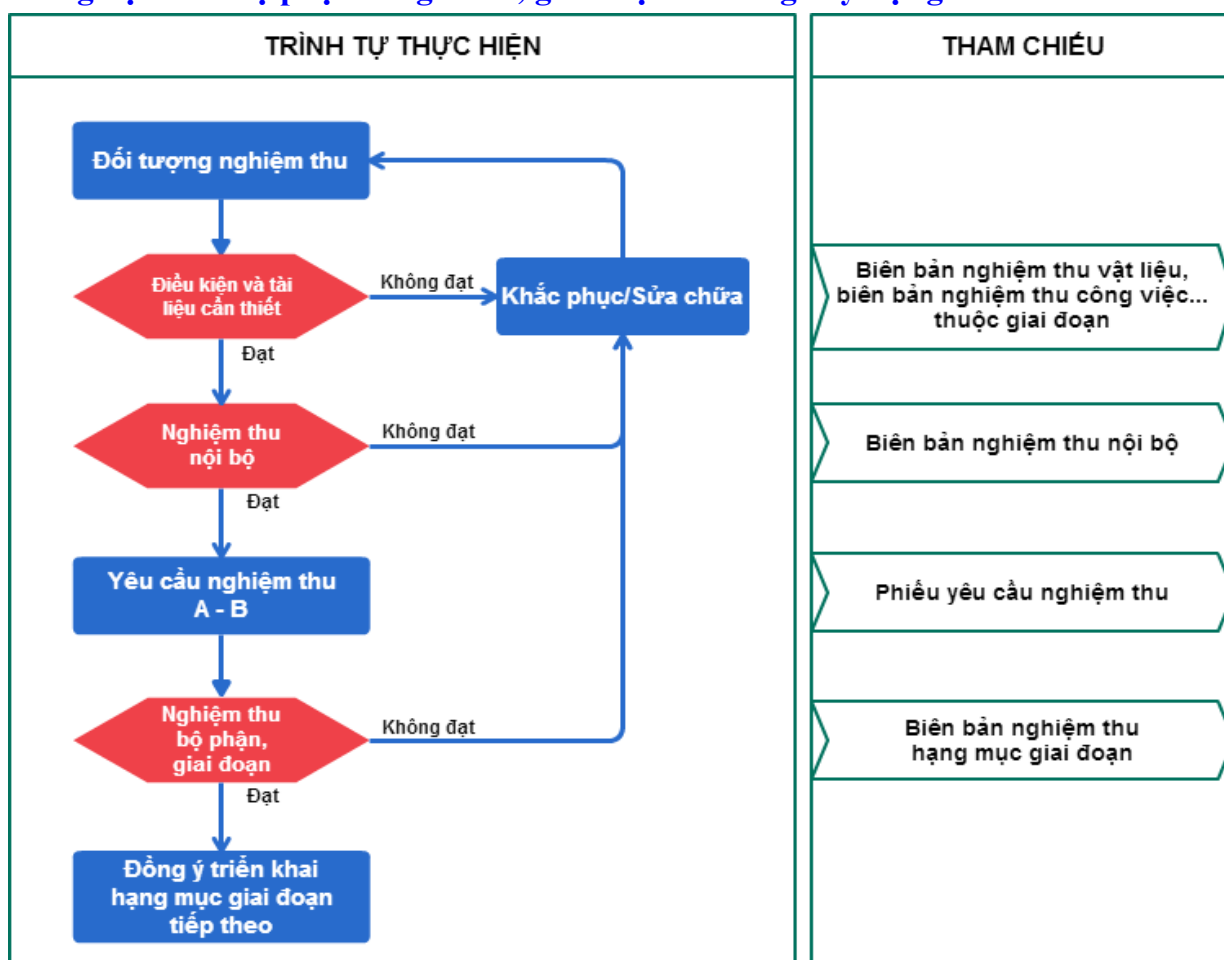 TRÌNH TỰ THỰC HIỆN
THAM CHIẾU
Đối tượng nghiệm thu
Điều kiện và tài
liệu cần thiết
Không đạt
Khắc phục/Sửa chữa
Biên bản nghiệm thu vật liệu,
biên bản nghiệm thu công việc...
thuộc giai đoạn
Đạt
Nghiệm thu
nội bộ
Không đạt
Biên bản nghiệm thu nội bộ
Đạt
Yêu cầu nghiệm thu
A - B
Phiếu yêu cầu nghiệm thu
Nghiệm thu
bộ phận,
giai đoạn
Không đạt
Biên bản nghiệm thu
hạng mục giai đoạn
Đạt
Đồng ý triển khai
hạng mục giai đoạn
tiếp theo